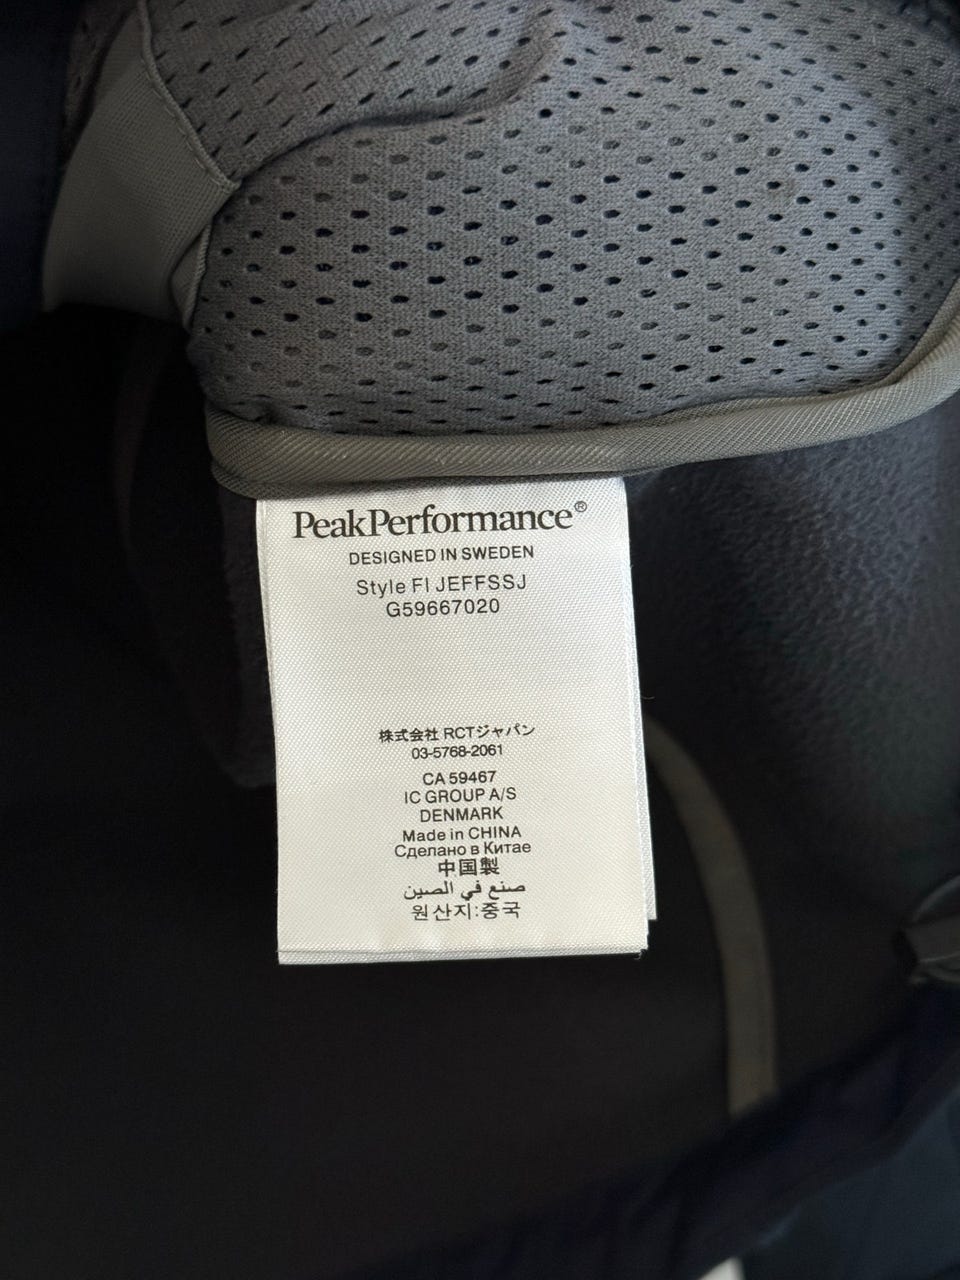 PeakPerformance®
DESIGNED IN SWEDEN
Style FI JEFFSSJ
G59667020
株式会社 RCTジャパン
03-5768-2061
CA 59467
IC GROUP A/S
DENMARK
Made in CHINA
Сделано в Китае
中国製
صنع في الصين
원산지:중국